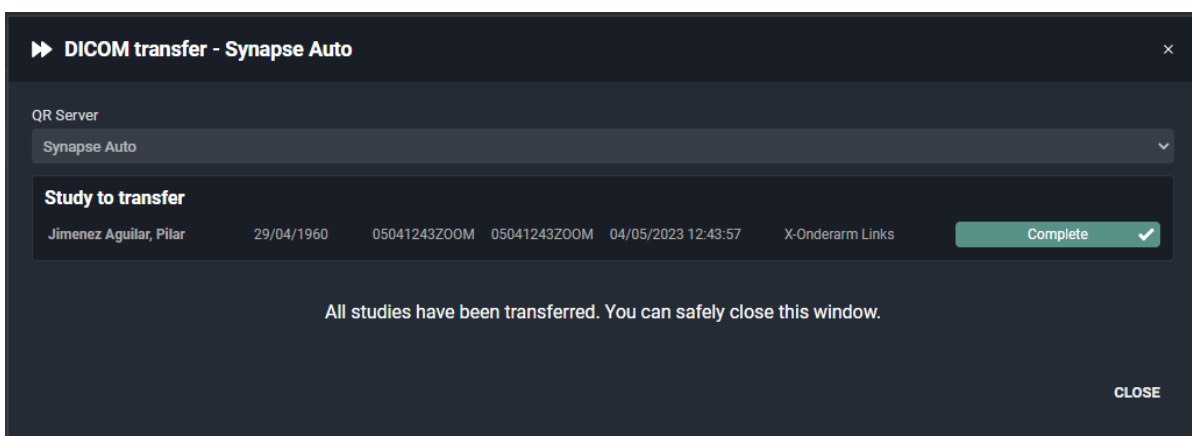 DICOM transfer - Synapse Auto
QR Server
Synapse Auto
Study to transfer
Jimenez Aguilar, Pilar 29/04/1960 05041243ZOOM 05041243ZOOM 04/05/2023 12:43:57 X-Onderarm Links Complete
All studies have been transferred. You can safely close this window.
CLOSE